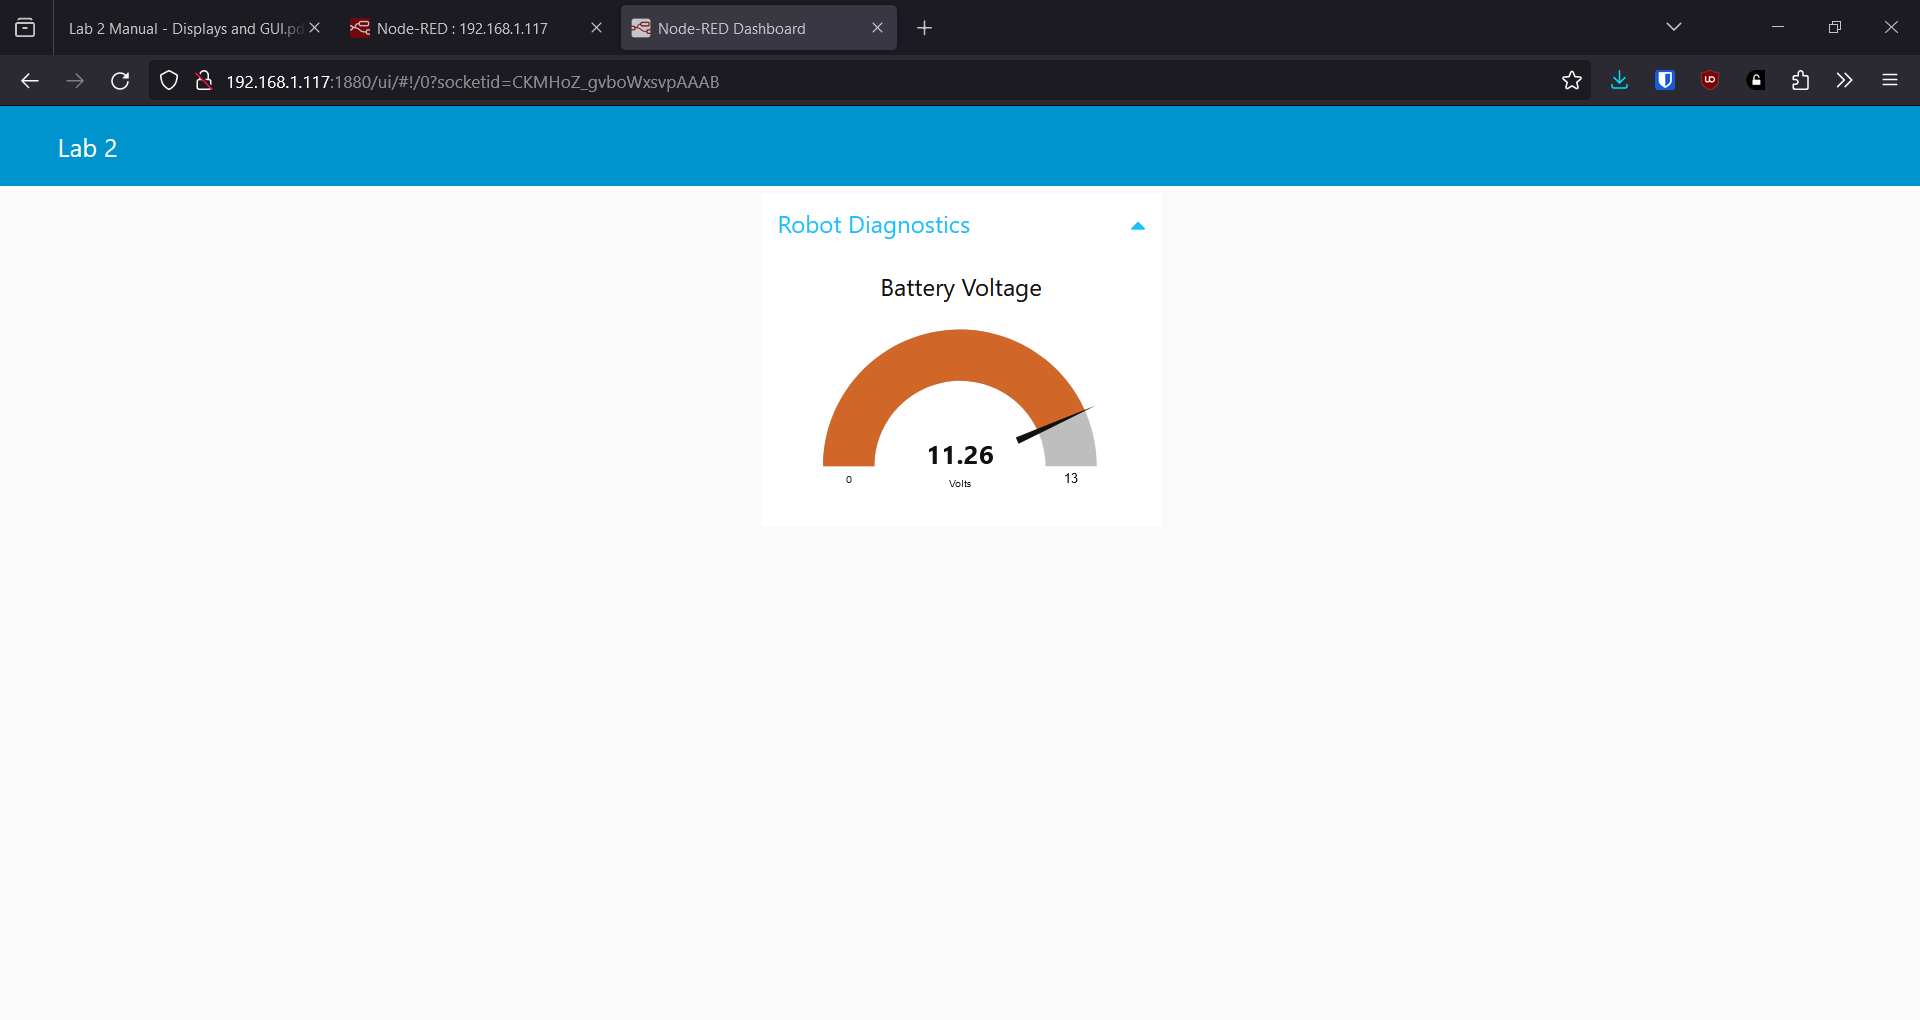 Lab 2 Manual - Displays and GUI.pd
Node-RED : 192.168.1.117
Node-RED Dashboard
192.168.1.117:1880/ui/#!/0?socketid=CKMHoZ_gvboWxsvpAAAB
Lab 2
Robot Diagnostics
Battery Voltage
11.26
0
Volts
13